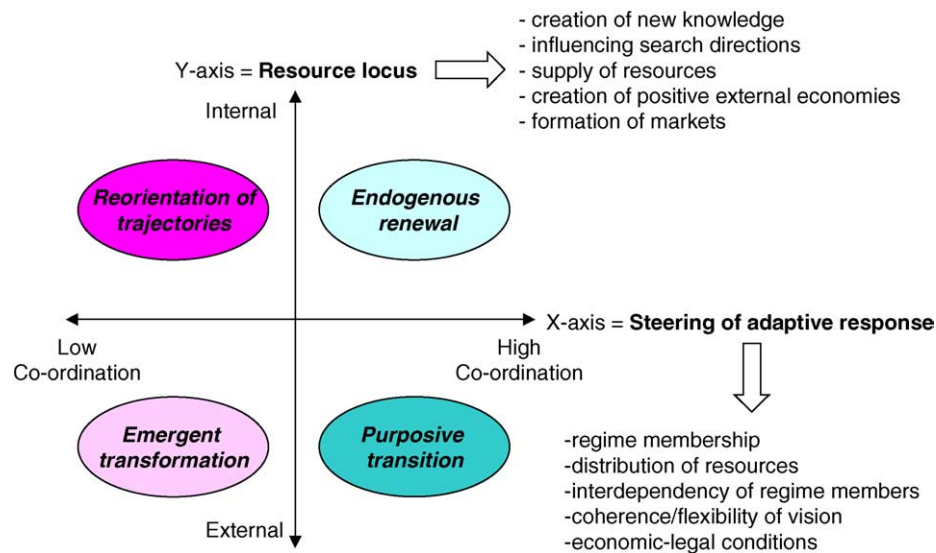 - creation of new knowledge
- influencing search directions
Y-axis = Resource locus
- supply of resources
- creation of positive external economies
Internal
- formation of markets
Reorientation of
trajectories
Endogenous
renewal
X-axis = Steering of adaptive response
Low
Co-ordination
High
Co-ordination
Emergent
transformation
Purposive
transition
-regime membership
-distribution of resources
-interdependency of regime members
-coherence/flexibility of vision
External
-economic-legal conditions